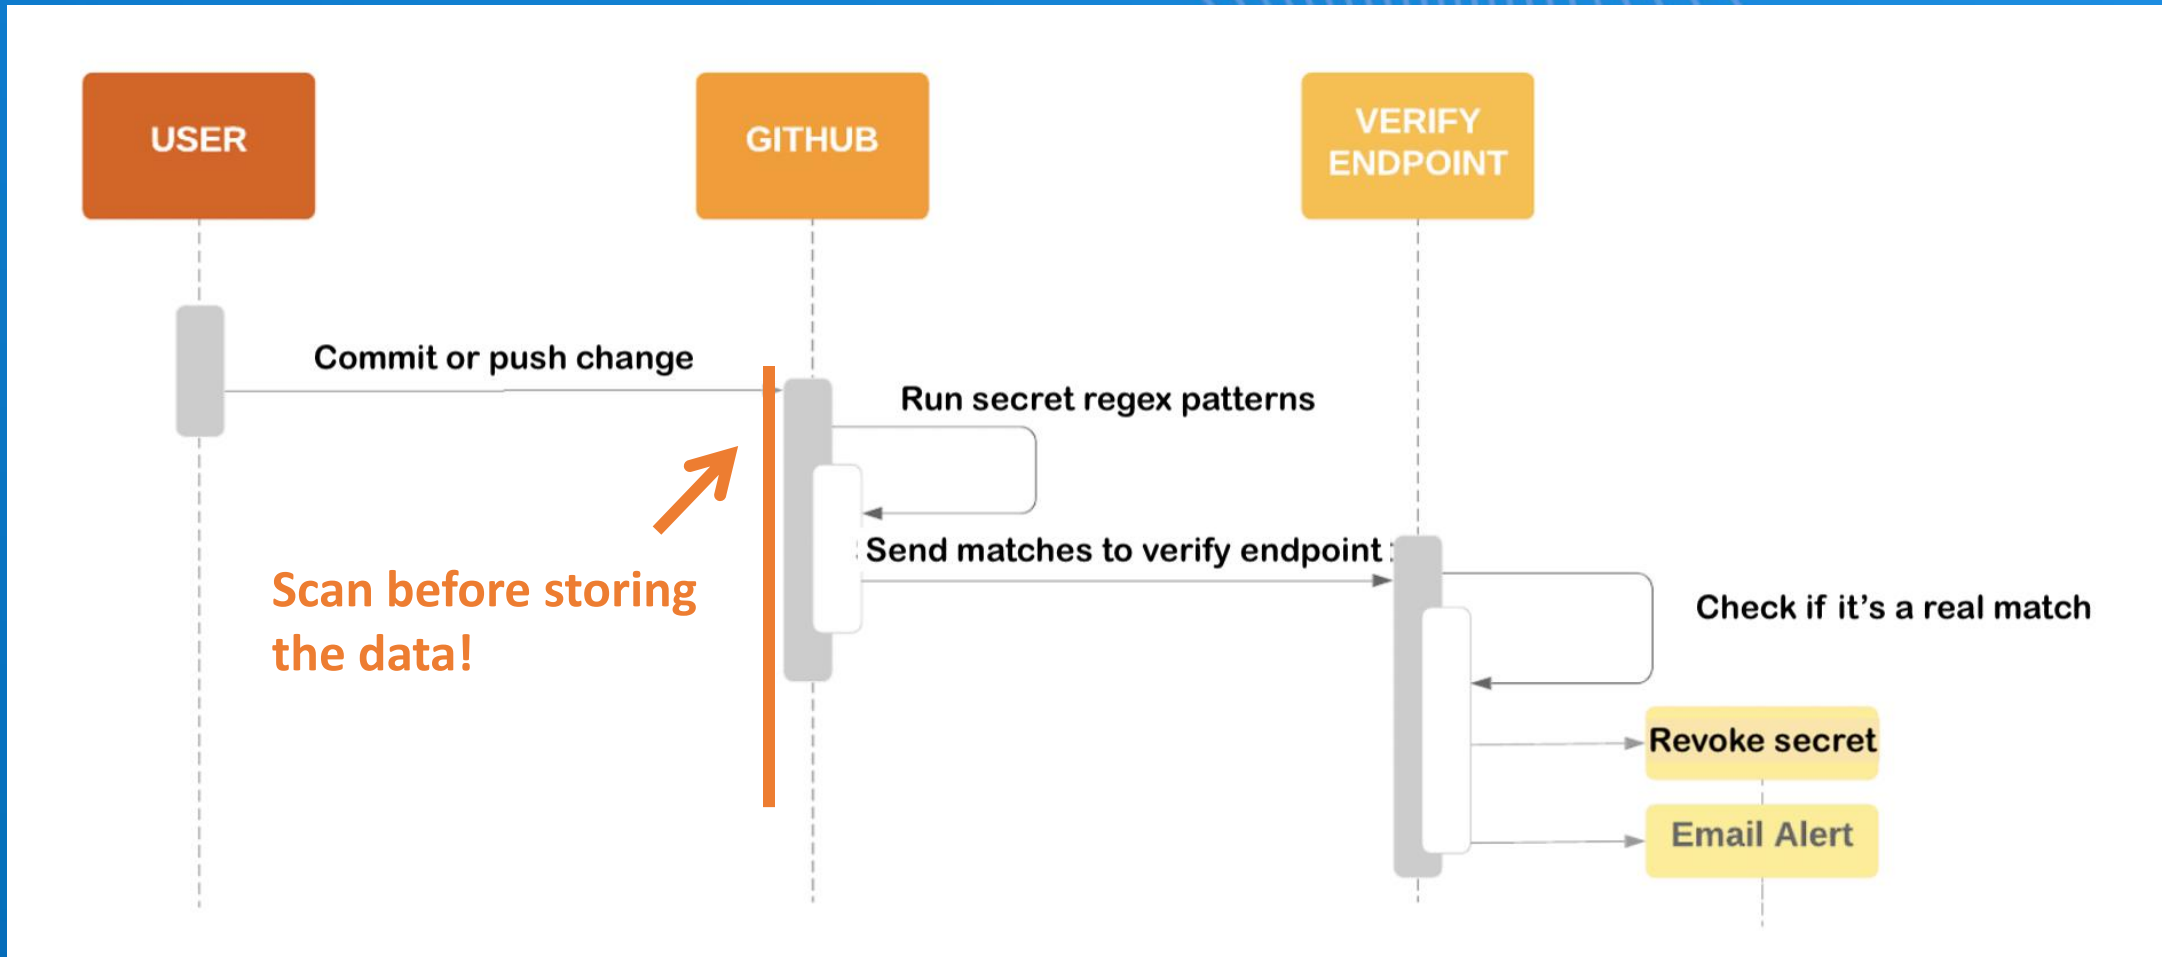 USER
GITHUB
VERIFY
ENDPOINT
Commit or push change
Run secret regex patterns
Send matches to verify endpoint
Scan before storing
the data!
Check if it's a real match
Revoke secret
Email Alert